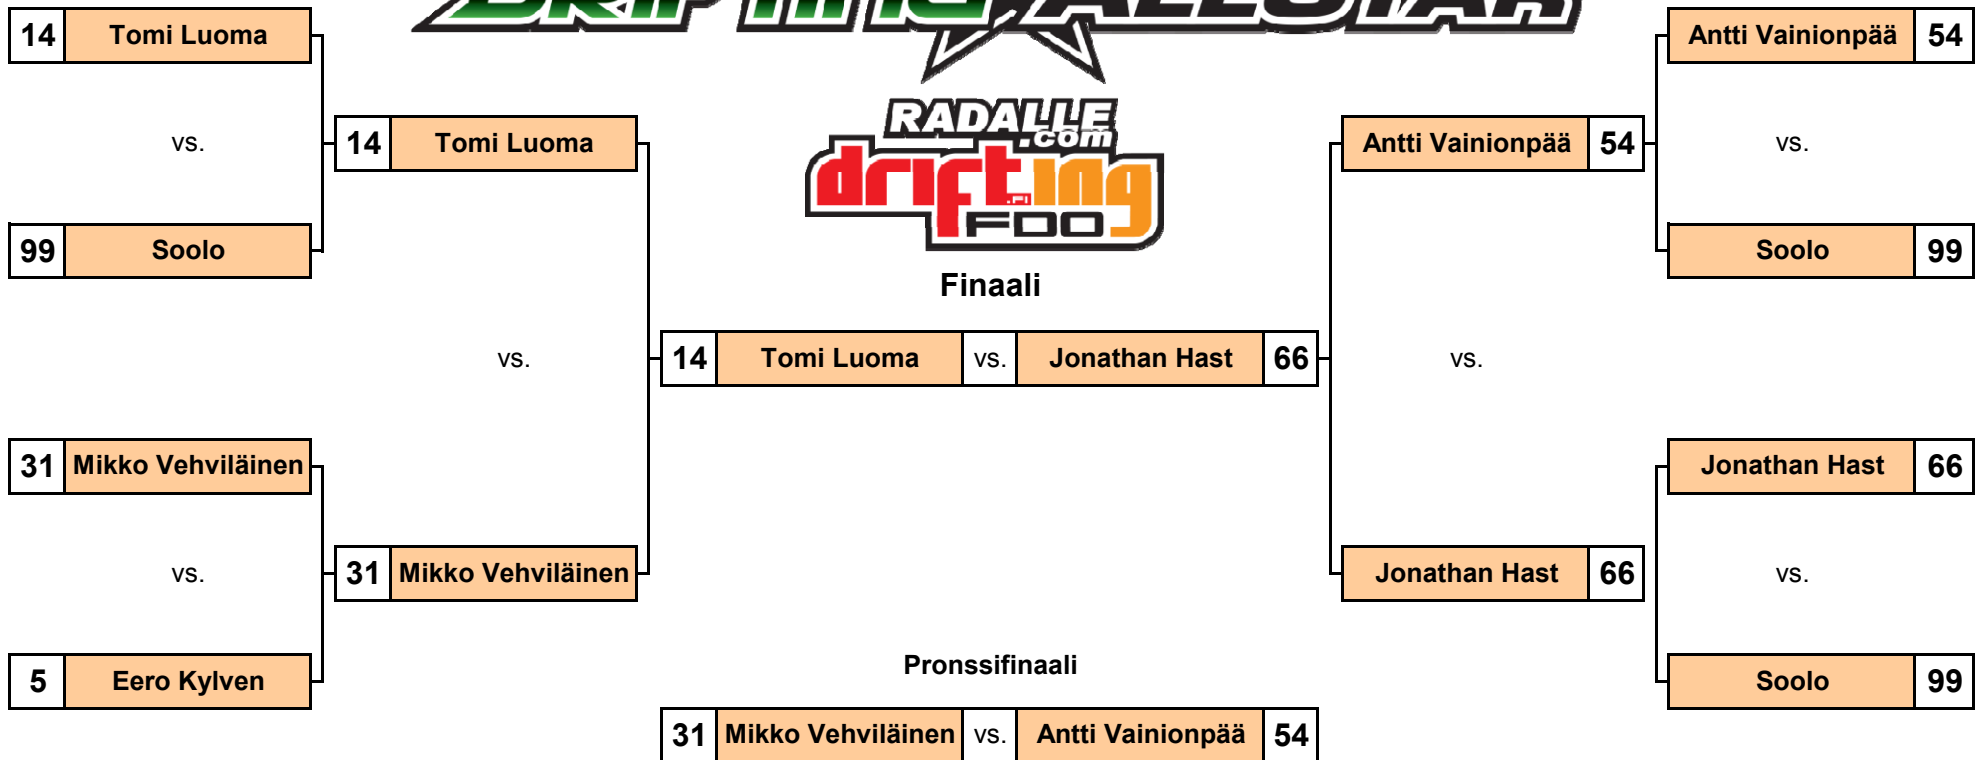 DRIFTING ALLSTAR
14 Tomi Luoma
Antti Vainionpää 54
RADALLE
.com
vs.
14 Tomi Luoma
Antti Vainionpää 54
vs.
drifting
.FI
FDO
99 Soolo
Soolo 99
Finaali
vs.
14 Tomi Luoma vs. Jonathan Hast 66
vs.
31 Mikko Vehviläinen
Jonathan Hast 66
vs.
31 Mikko Vehviläinen
Jonathan Hast 66
vs.
Pronssifinaali
5 Eero Kylven
Soolo 99
31 Mikko Vehviläinen vs. Antti Vainionpää 54